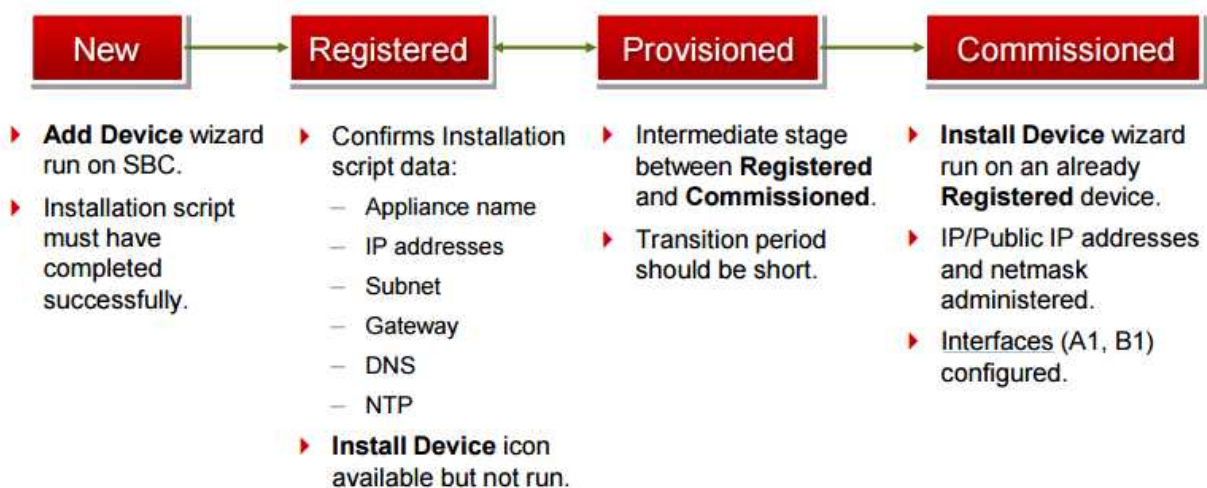 New
Registered
Provisioned
Commissioned
Add Device wizard
run on SBC.
Installation script
must have
completed
successfully.
Confirms Installation
script data:
– Appliance name
– IP addresses
– Subnet
– Gateway
– DNS
– NTP
Install Device icon
available but not run.
Intermediate stage
between Registered
and Commissioned.
Transition period
should be short.
Install Device wizard
run on an already
Registered device.
IP/Public IP addresses
and netmask
administered.
Interfaces (A1, B1)
configured.